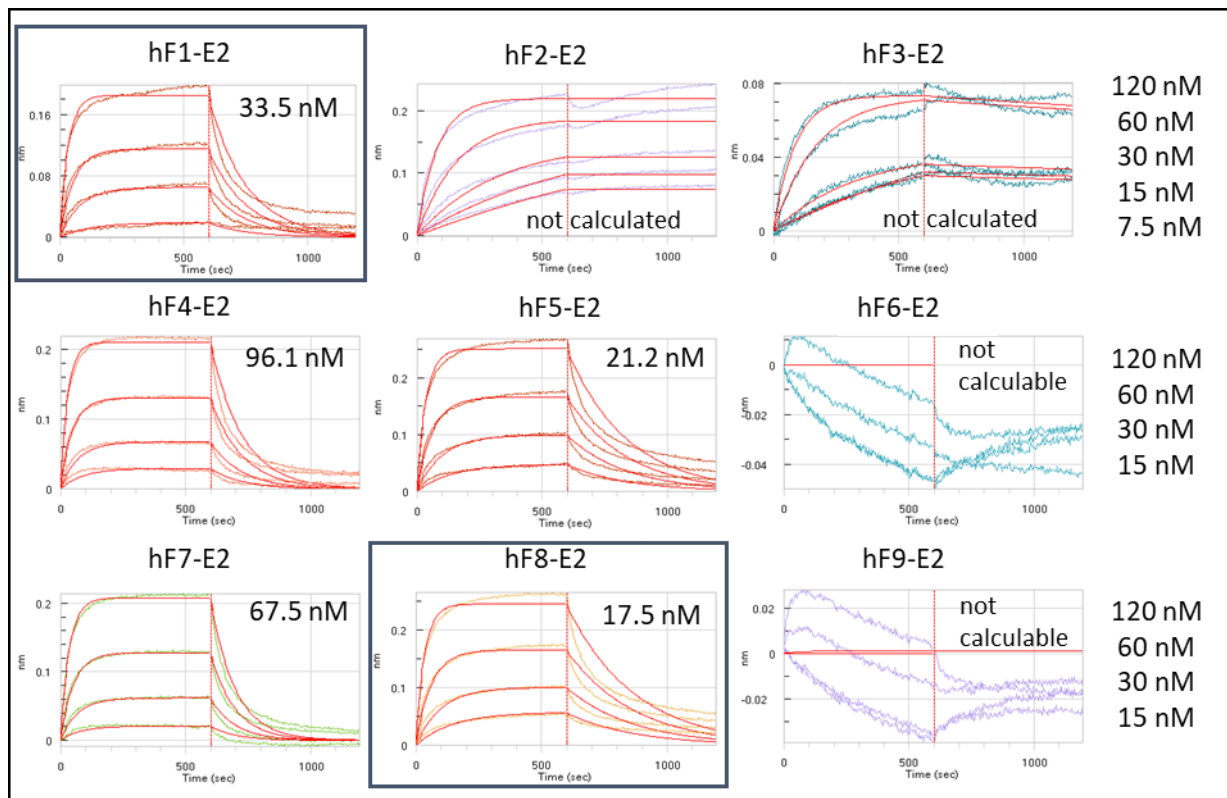 hF1-E2
hF2-E2
hF3-E2
0.16
0.08
0
nm
0
500
1000
Time (sec)
33.5 nM
0.2
0.1
0
nm
0
500
1000
Time (sec)
not calculated
0.08
0.04
0
nm
0
500
1000
Time (sec)
not calculated
120 nM
60 nM
30 nM
15 nM
7.5 nM
hF4-E2
hF5-E2
hF6-E2
0.2
0.1
0
nm
0
500
1000
Time (sec)
96.1 nM
0.2
0.1
0
nm
0
500
1000
Time (sec)
21.2 nM
0
-0.02
-0.04
nm
0
500
1000
Time (sec)
not
calculable
120 nM
60 nM
30 nM
15 nM
hF7-E2
hF8-E2
hF9-E2
0.2
0.1
0
nm
0
500
1000
Time (sec)
67.5 nM
0.2
0.1
0
nm
0
500
1000
Time (sec)
17.5 nM
0.02
0
-0.02
nm
0
500
1000
Time (sec)
not
calculable
120 nM
60 nM
30 nM
15 nM